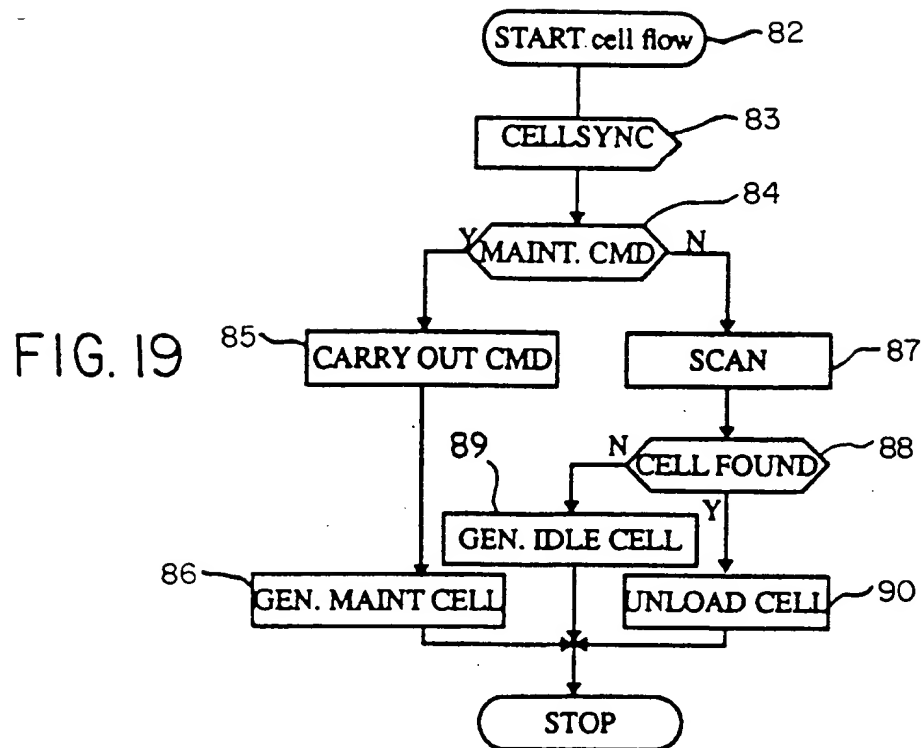 START cell flow 82
CELLSYNC 83
84
Y MAINT. CMD N
FIG. 19
85 CARRY OUT CMD
SCAN 87
N CELL FOUND 88
89
Y
GEN. IDLE CELL
86 GEN. MAINT CELL
UNLOAD CELL 90
STOP